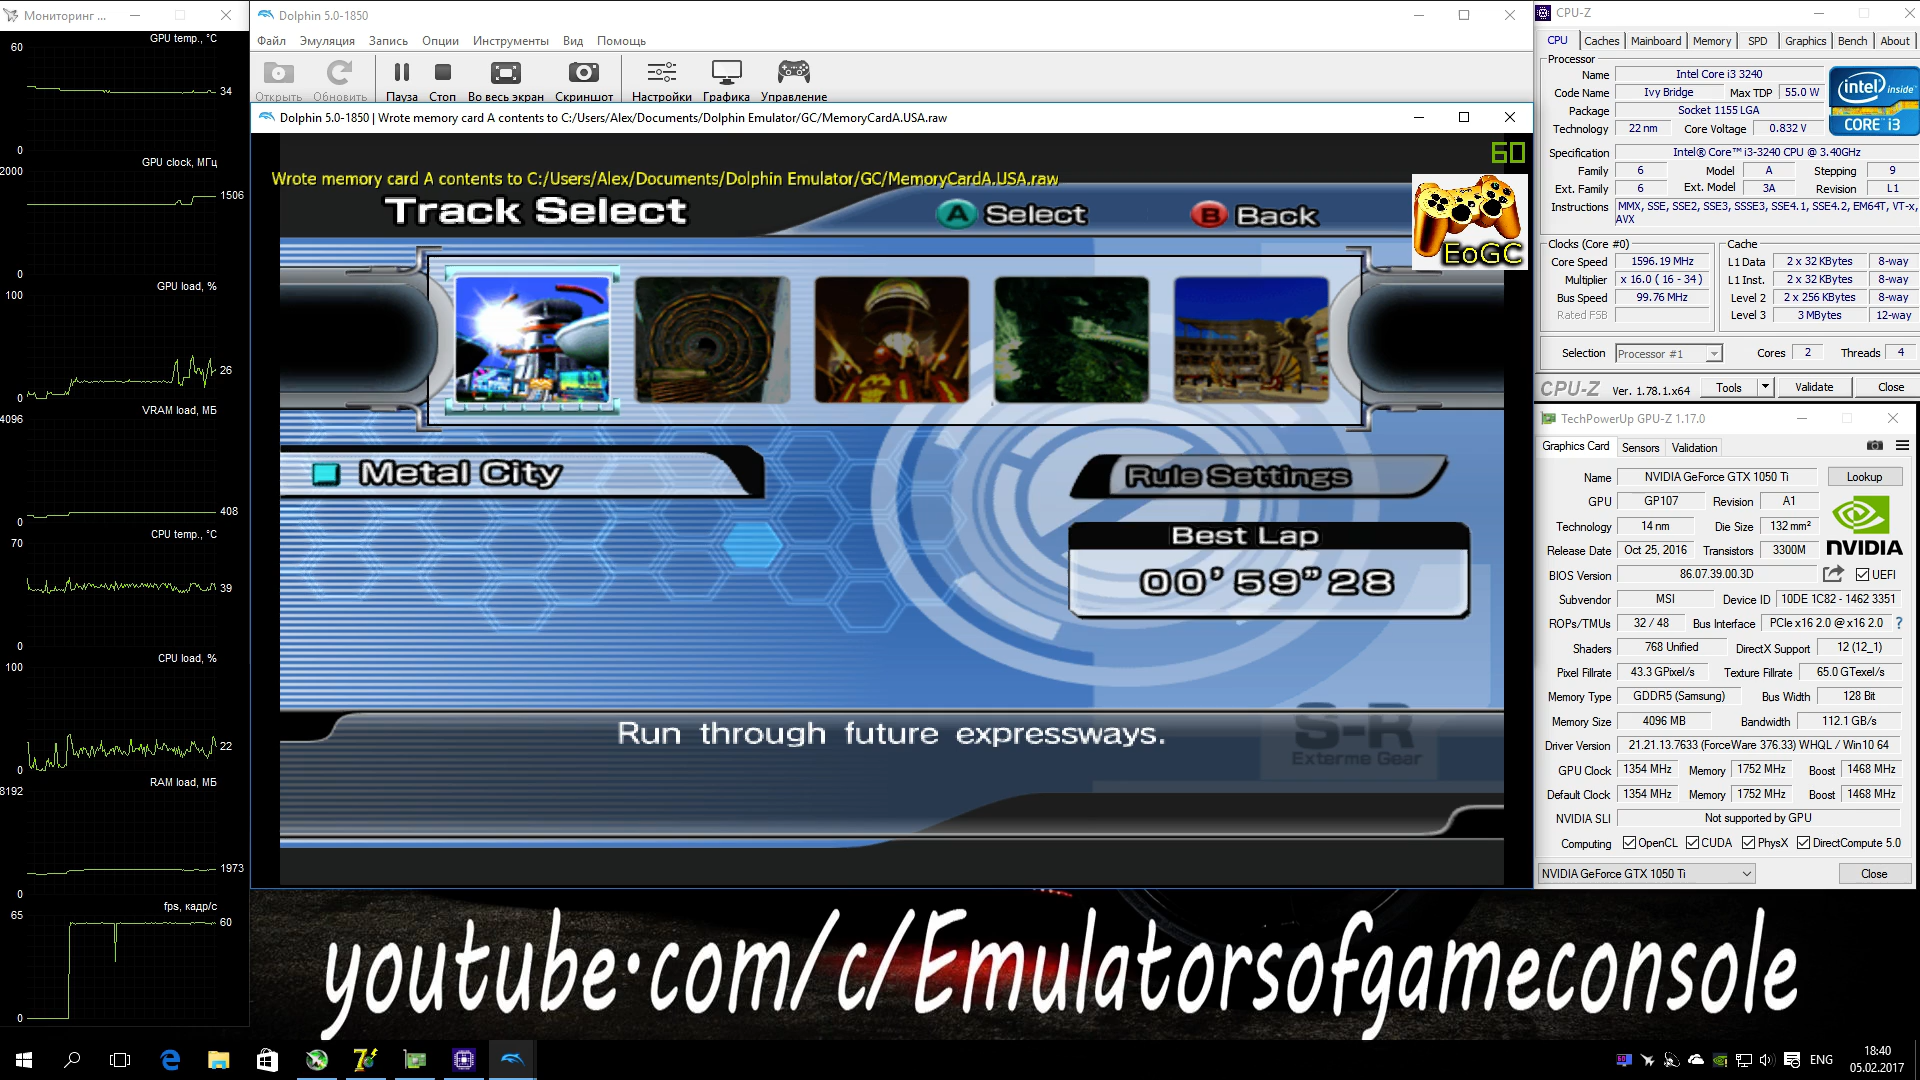 Мониторинг ...
GPU temp., °C
60
34
0
GPU clock, МГц
2000
1506
0
GPU load, %
100
26
0
VRAM load, МБ
4096
408
0
CPU temp., °C
70
39
0
CPU load, %
100
22
0
RAM load, МБ
8192
1973
0
fps, кадр/с
65
60
0
Dolphin 5.0-1850
Файл Эмуляция Запись Опции Инструменты Вид Помощь
Открыть Обновить Пауза Стоп Во весь экран Скриншот Настройки Графика Управление
Dolphin 5.0-1850 | Wrote memory card A contents to C:/Users/Alex/Documents/Dolphin Emulator/GC/MemoryCardA.USA.raw
60
Wrote memory card A contents to C:/Users/Alex/Documents/Dolphin Emulator/GC/MemoryCardA.USA.raw
Track Select A Select B Back
EoGC
Metal City
Rule Settings
Best Lap
00'59"28
S-R
Exterme Gear
Run through future expressways.
youtube.com/c/Emulatorsofgameconsole
CPU-Z
CPU Caches Mainboard Memory SPD Graphics Bench About
Processor
Name Intel Core i3 3240
Code Name Ivy Bridge Max TDP 55.0 W
Package Socket 1155 LGA
Technology 22 nm Core Voltage 0.832 V
intel inside CORE i3
Specification Intel® Core™ i3-3240 CPU @ 3.40GHz
Family 6 Model A Stepping 9
Ext. Family 6 Ext. Model 3A Revision L1
Instructions MMX, SSE, SSE2, SSE3, SSSE3, SSE4.1, SSE4.2, EM64T, VT-x,
AVX
Clocks (Core #0) Cache
Core Speed 1596.19 MHz L1 Data 2 x 32 KBytes 8-way
Multiplier x 16.0 ( 16 - 34 ) L1 Inst. 2 x 32 KBytes 8-way
Bus Speed 99.76 MHz Level 2 2 x 256 KBytes 8-way
Rated FSB Level 3 3 MBytes 12-way
Selection Processor #1 Cores 2 Threads 4
CPU-Z Ver. 1.78.1.x64 Tools Validate Close
TechPowerUp GPU-Z 1.17.0
Graphics Card Sensors Validation
Name NVIDIA GeForce GTX 1050 Ti Lookup
GPU GP107 Revision A1
Technology 14 nm Die Size 132 mm²
Release Date Oct 25, 2016 Transistors 3300M
NVIDIA
BIOS Version 86.07.39.00.3D UEFI
Subvendor MSI Device ID 10DE 1C82 - 1462 3351
ROPs/TMUs 32 / 48 Bus Interface PCIe x16 2.0 @ x16 2.0 ?
Shaders 768 Unified DirectX Support 12 (12_1)
Pixel Fillrate 43.3 GPixel/s Texture Fillrate 65.0 GTexel/s
Memory Type GDDR5 (Samsung) Bus Width 128 Bit
Memory Size 4096 MB Bandwidth 112.1 GB/s
Driver Version 21.21.13.7633 (ForceWare 376.33) WHQL / Win10 64
GPU Clock 1354 MHz Memory 1752 MHz Boost 1468 MHz
Default Clock 1354 MHz Memory 1752 MHz Boost 1468 MHz
NVIDIA SLI Not supported by GPU
Computing OpenCL CUDA PhysX DirectCompute 5.0
NVIDIA GeForce GTX 1050 Ti Close
ENG
18:40
05.02.2017